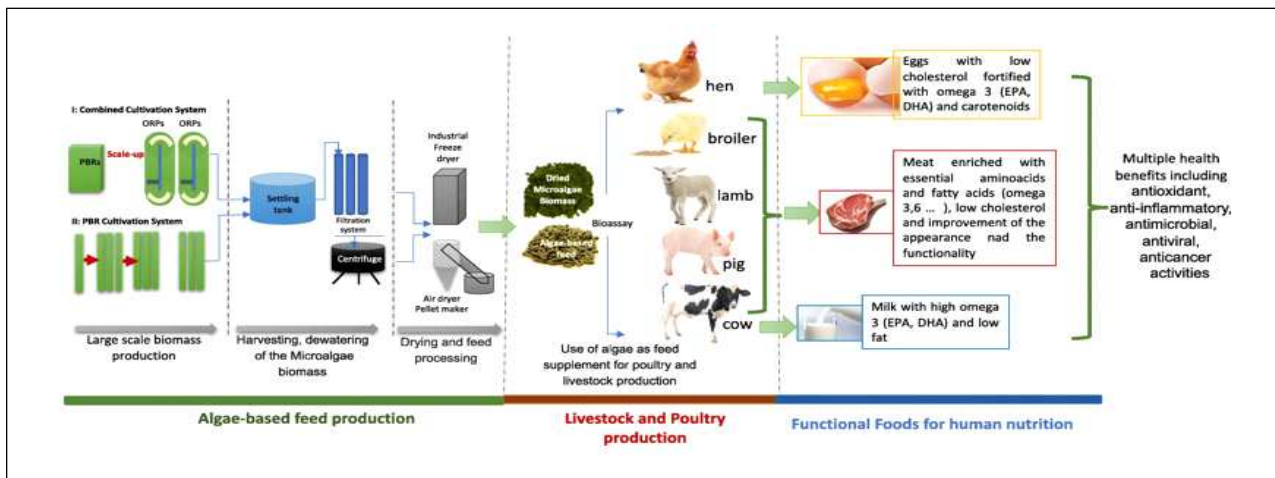 I: Combined Cultivation System
ORPs ORPs
PBRs
Scale-up
II: PBR Cultivation System
Large scale biomass
production
Settling
tank
Filtration
system
Centrifuge
Harvesting, dewatering
of the Microalgae
biomass
Industrial
Freeze
dryer
Air dryer
Pellet maker
Drying and feed
processing
Algae-based feed production
Dried
Microalgae
Biomass
Algae-based
feed
Bioassay
hen
broiler
lamb
pig
cow
Use of algae as feed
supplement for poultry and
livestock production
Livestock and Poultry
production
Eggs with low
cholesterol fortified
with omega 3 (EPA,
DHA) and carotenoids
Meat enriched with
essential aminoacids
and fatty acids (omega
3,6 ... ), low cholesterol
and improvement of the
appearance nad the
functionality
Milk with high omega
3 (EPA, DHA) and low
fat
Functional Foods for human nutrition
Multiple health
benefits including
antioxidant,
anti-inflammatory,
antimicrobial,
antiviral,
anticancer
activities